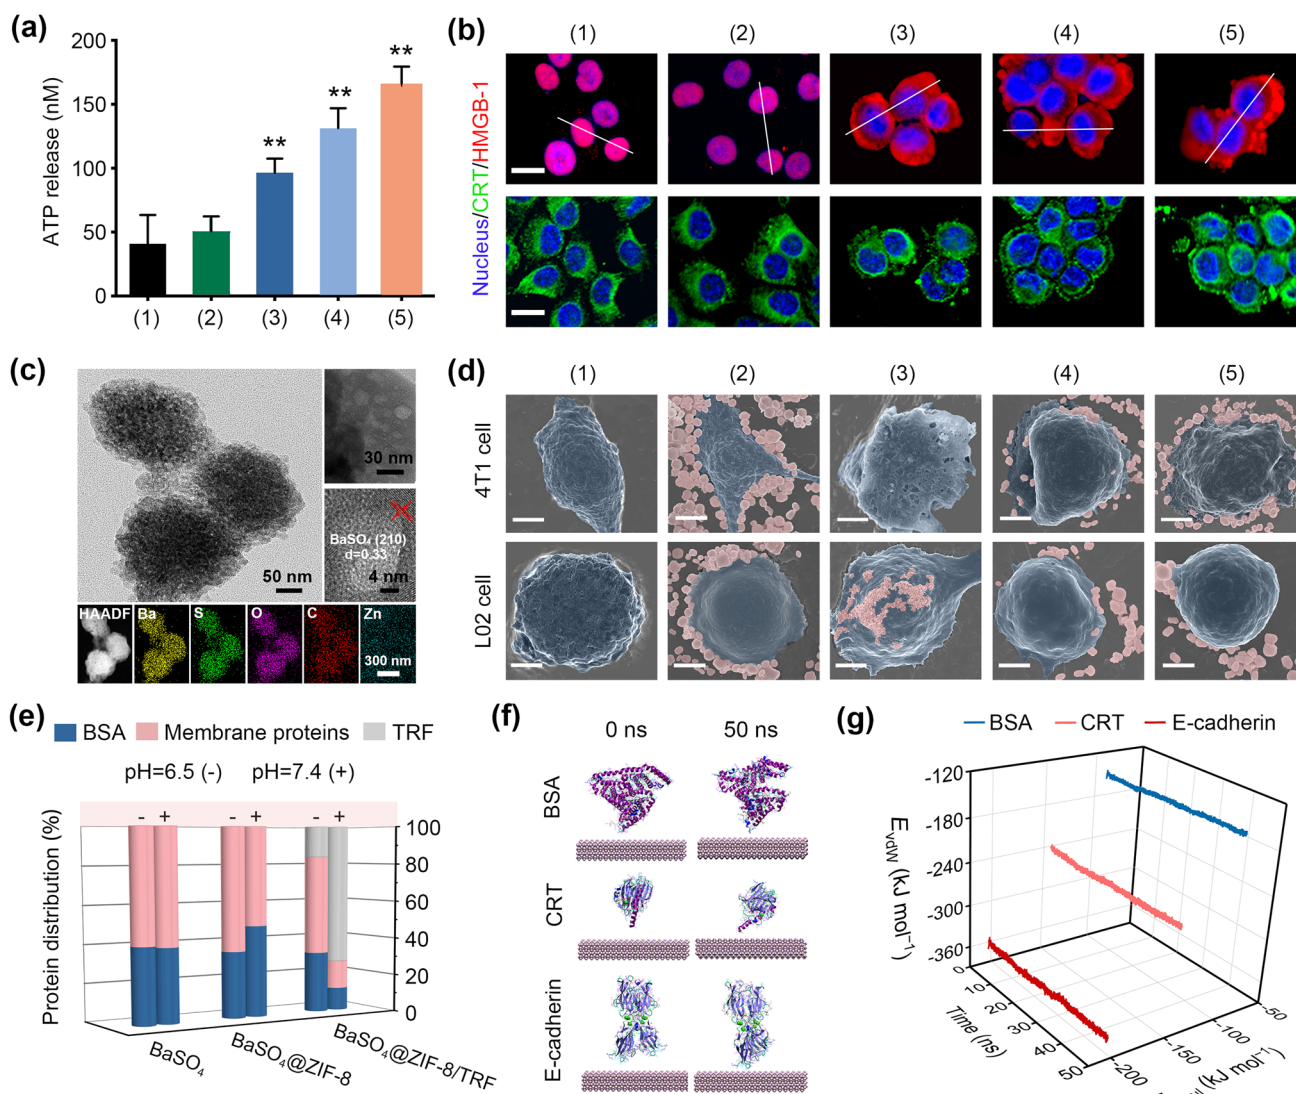 (a)
200
150
100
50
0
ATP release (nM)
**
**
**
(1) (2) (3) (4) (5)
(b)
(1) (2) (3) (4) (5)
Nucleus/CRT/HMGB-1
(c)
50 nm
30 nm
BaSO4 (210)
d=0.33
4 nm
HAADF Ba S O C Zn
300 nm
(d)
(1) (2) (3) (4) (5)
4T1 cell
L02 cell
(e)
BSA Membrane proteins TRF
pH=6.5 (-) pH=7.4 (+)
- + - + - +
Protein distribution (%)
100
80
60
40
20
0
BaSO4
BaSO4@ZIF-8
BaSO4@ZIF-8/TRF
(f)
0 ns 50 ns
BSA
CRT
E-cadherin
(g)
BSA CRT E-cadherin
EvdW (kJ mol−1)
-120
-180
-240
-300
-360
0
10
20
30
40
50
Time (ns)
-200
-150
-100
-50
(kJ mol−1)